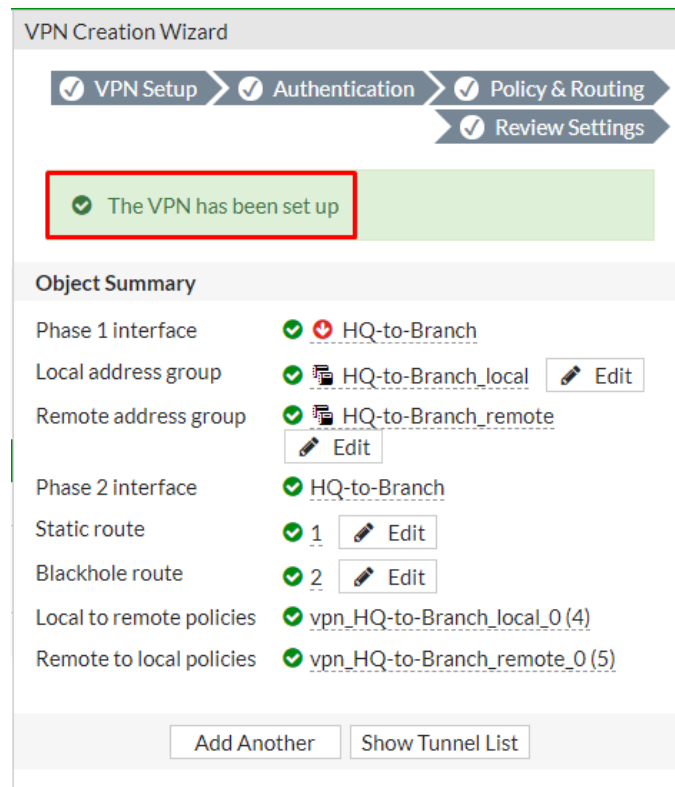 VPN Creation Wizard
VPN Setup
Authentication
Policy & Routing
Review Settings
The VPN has been set up
Object Summary
Phase 1 interface HQ-to-Branch
Local address group HQ-to-Branch_local Edit
Remote address group HQ-to-Branch_remote
Edit
Phase 2 interface HQ-to-Branch
Static route 1 Edit
Blackhole route 2 Edit
Local to remote policies vpn_HQ-to-Branch_local_0 (4)
Remote to local policies vpn_HQ-to-Branch_remote_0 (5)
Add Another Show Tunnel List